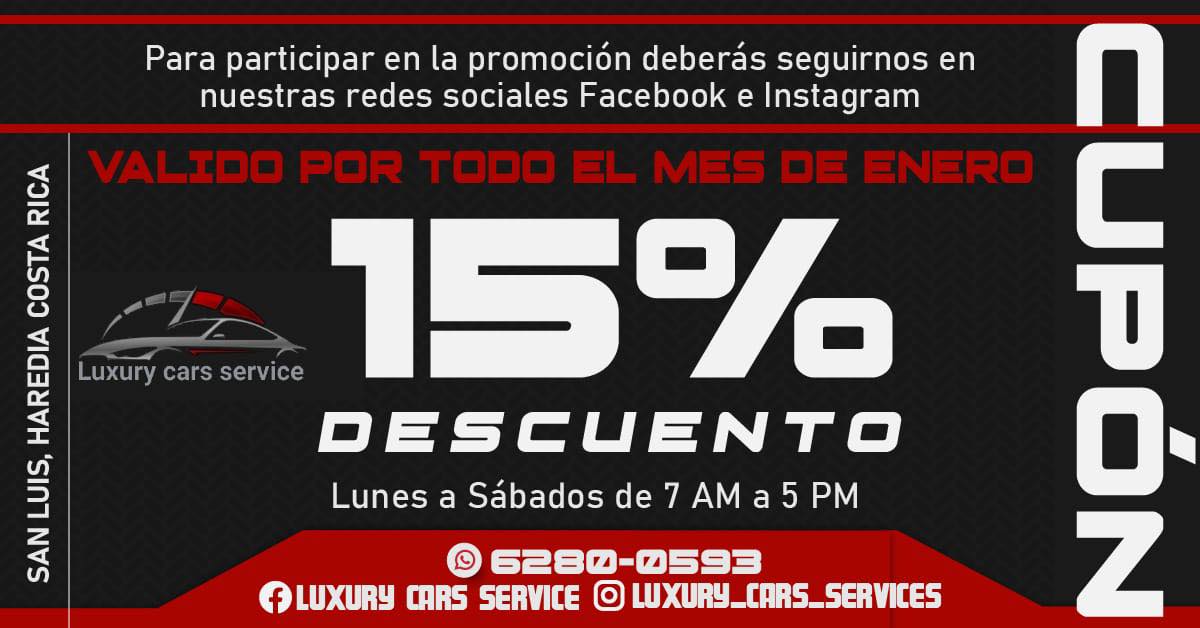 Para participar en la promoción deberás seguirnos en
nuestras redes sociales Facebook e Instagram
VALIDO POR TODO EL MES DE ENERO
SAN LUIS, HAREDIA COSTA RICA
Luxury cars service
15%
DESCUENTO
Lunes a Sábados de 7 AM a 5 PM
6280-0593
LUXURY CARS SERVICE LUXURY_CARS_SERVICES
CUPÓN